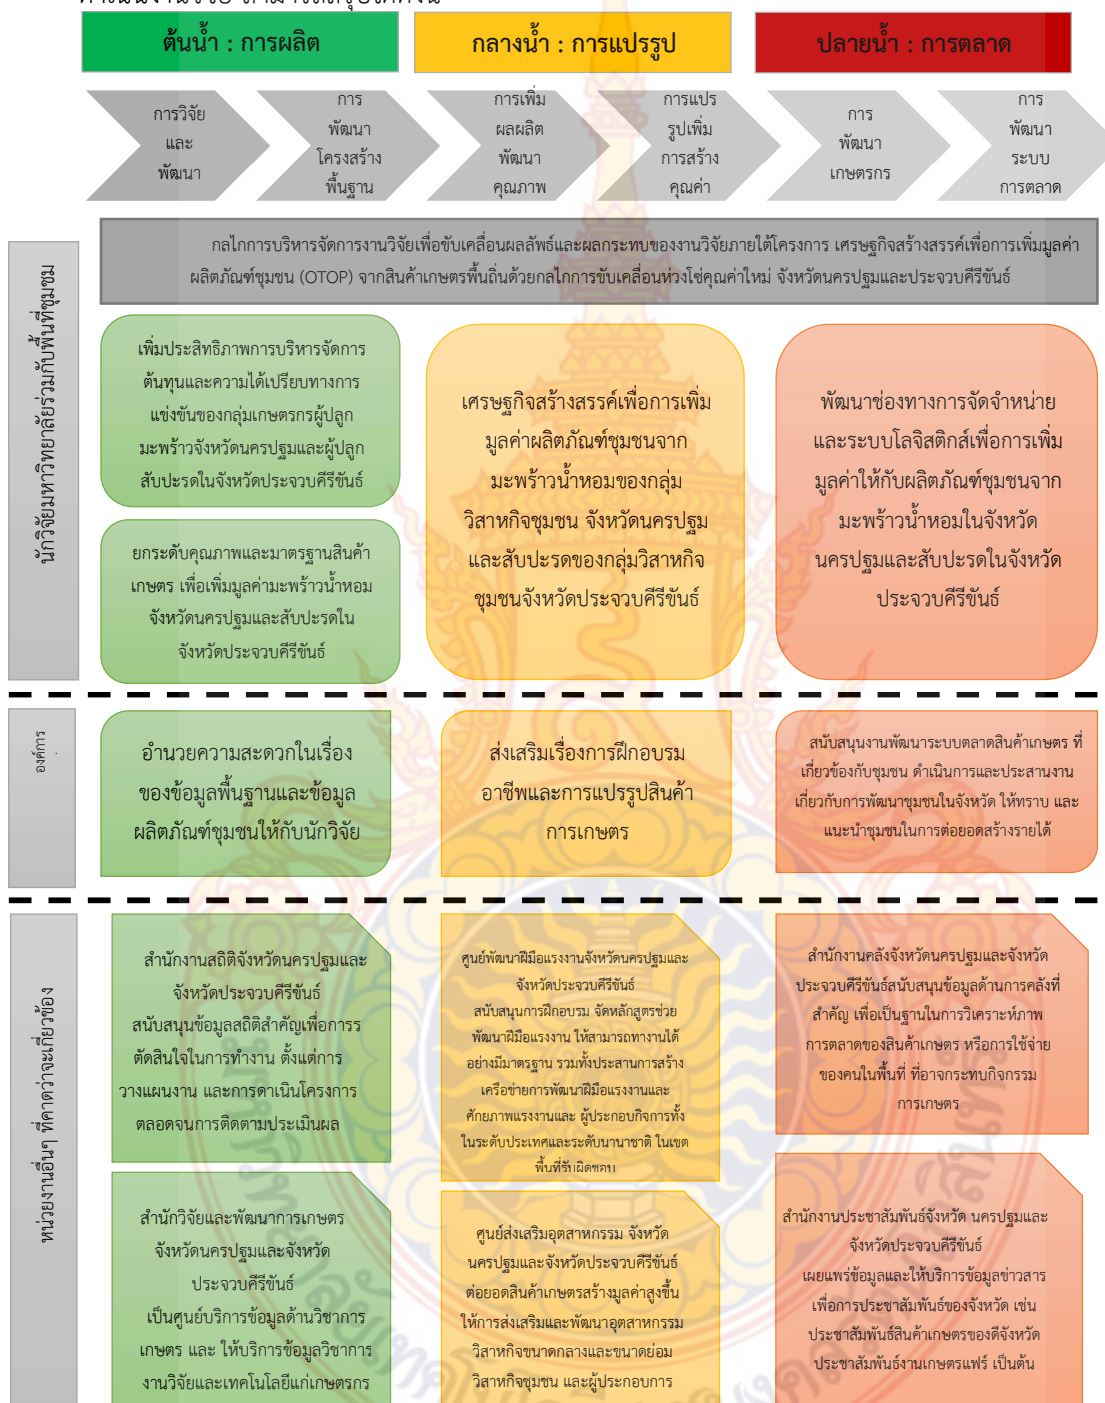 ต้นน้ำ : การผลิต
กลางน้ำ : การแปรรูป
ปลายน้ำ : การตลาด
การวิจัย
และ
พัฒนา
การ
พัฒนา
โครงสร้าง
พื้นฐาน
การเพิ่ม
ผลผลิต
พัฒนา
คุณภาพ
การแปร
รูปเพิ่ม
การสร้าง
คุณค่า
การ
พัฒนา
เกษตรกร
การ
พัฒนา
ระบบ
การตลาด
กลไกการบริหารจัดการงานวิจัยเพื่อขับเคลื่อนผลลัพธ์และผลกระทบของงานวิจัยภายใต้โครงการ เศรษฐกิจสร้างสรรค์เพื่อการเพิ่มมูลค่า
ผลิตภัณฑ์ชุมชน (OTOP) จากสินค้าเกษตรพื้นถิ่นด้วยกลไกการขับเคลื่อนห่วงโซ่คุณค่าใหม่ จังหวัดนครปฐมและประจวบคีรีขันธ์
นักวิจัยมหาวิทยาลัยร่วมกับพื้นที่ชุมชม
เพิ่มประสิทธิภาพการบริหารจัดการ
ต้นทุนและความได้เปรียบทางการ
แข่งขันของกลุ่มเกษตรกรผู้ปลูก
มะพร้าวจังหวัดนครปฐมและผู้ปลูก
สับปะรดในจังหวัดประจวบคีรีขันธ์
ยกระดับคุณภาพและมาตรฐานสินค้า
เกษตร เพื่อเพิ่มมูลค่ามะพร้าวน้ำหอม
จังหวัดนครปฐมและสับปะรดใน
จังหวัดประจวบคีรีขันธ์
เศรษฐกิจสร้างสรรค์เพื่อการเพิ่ม
มูลค่าผลิตภัณฑ์ชุมชนจาก
มะพร้าวน้ำหอมของกลุ่ม
วิสาหกิจชุมชน จังหวัดนครปฐม
และสับปะรดของกลุ่มวิสาหกิจ
ชุมชนจังหวัดประจวบคีรีขันธ์
พัฒนาช่องทางการจัดจำหน่าย
และระบบโลจิสติกส์เพื่อการเพิ่ม
มูลค่าให้กับผลิตภัณฑ์ชุมชนจาก
มะพร้าวน้ำหอมในจังหวัด
นครปฐมและสับปะรดในจังหวัด
ประจวบคีรีขันธ์
องค์การ
อำนวยความสะดวกในเรื่อง
ของข้อมูลพื้นฐานและข้อมูล
ผลิตภัณฑ์ชุมชนให้กับนักวิจัย
ส่งเสริมเรื่องการฝึกอบรม
อาชีพและการแปรรูปสินค้า
การเกษตร
สนับสนุนงานพัฒนาระบบตลาดสินค้าเกษตร ที่
เกี่ยวข้องกับชุมชน ดำเนินการและประสานงาน
เกี่ยวกับการพัฒนาชุมชนในจังหวัด ให้ทราบ และ
แนะนำชุมชนในการต่อยอดสร้างรายได้
หน่วยงานอื่นๆ ที่คาดว่าจะเกี่ยวข้อง
สำนักงานสถิติจังหวัดนครปฐมและ
จังหวัดประจวบคีรีขันธ์
สนับสนุนข้อมูลสถิติสำคัญเพื่อการร
ตัดสินใจในการทำงาน ตั้งแต่การ
วางแผนงาน และการดาเนินโครงการ
ตลอดจนการติดตามประเมินผล
ศูนย์พัฒนาฝีมือแรงงานจังหวัดนครปฐมและ
จังหวัดประจวบคีรีขันธ์
สนับสนุนการฝึกอบรม จัดหลักสูตรช่วย
พัฒนาฝีมือแรงงาน ให้สามารถทางานได้
อย่างมีมาตรฐาน รวมทั้งประสานการสร้าง
เครือข่ายการพัฒนาฝีมือแรงงานและ
ศักยภาพแรงงานและ ผู้ประกอบกิจการทั้ง
ในระดับประเทศและระดับนานาชาติ ในเขต
พื้นที่รับผิดชอบ
สำนักงานคลังจังหวัดนครปฐมและจังหวัด
ประจวบคีรีขันธ์สนับสนุนข้อมูลด้านการคลังที่
สำคัญ เพื่อเป็นฐานในการวิเคราะห์ภาพ
การตลาดของสินค้าเกษตร หรือการใช้จ่าย
ของคนในพื้นที่ ที่อาจกระทบกิจกรรม
การเกษตร
สำนักวิจัยและพัฒนาการเกษตร
จังหวัดนครปฐมและจังหวัด
ประจวบคีรีขันธ์
เป็นศูนย์บริการข้อมูลด้านวิชาการ
เกษตร และ ให้บริการข้อมูลวิชาการ
งานวิจัยและเทคโนโลยีแก่เกษตรกร
ศูนย์ส่งเสริมอุตสาหกรรม จังหวัด
นครปฐมและจังหวัดประจวบคีรีขันธ์
ต่อยอดสินค้าเกษตรสร้างมูลค่าสูงขึ้น
ให้การส่งเสริมและพัฒนาอุตสาหกรรม
วิสาหกิจขนาดกลางและขนาดย่อม
วิสาหกิจชุมชน และผู้ประกอบการ
สำนักงานประชาสัมพันธ์จังหวัด นครปฐมและ
จังหวัดประจวบคีรีขันธ์
เผยแพร่ข้อมูลและให้บริการข้อมูลข่าวสาร
เพื่อการประชาสัมพันธ์ของจังหวัด เช่น
ประชาสัมพันธ์สินค้าเกษตรของดีจังหวัด
ประชาสัมพันธ์งานเกษตรแฟร์ เป็นต้น